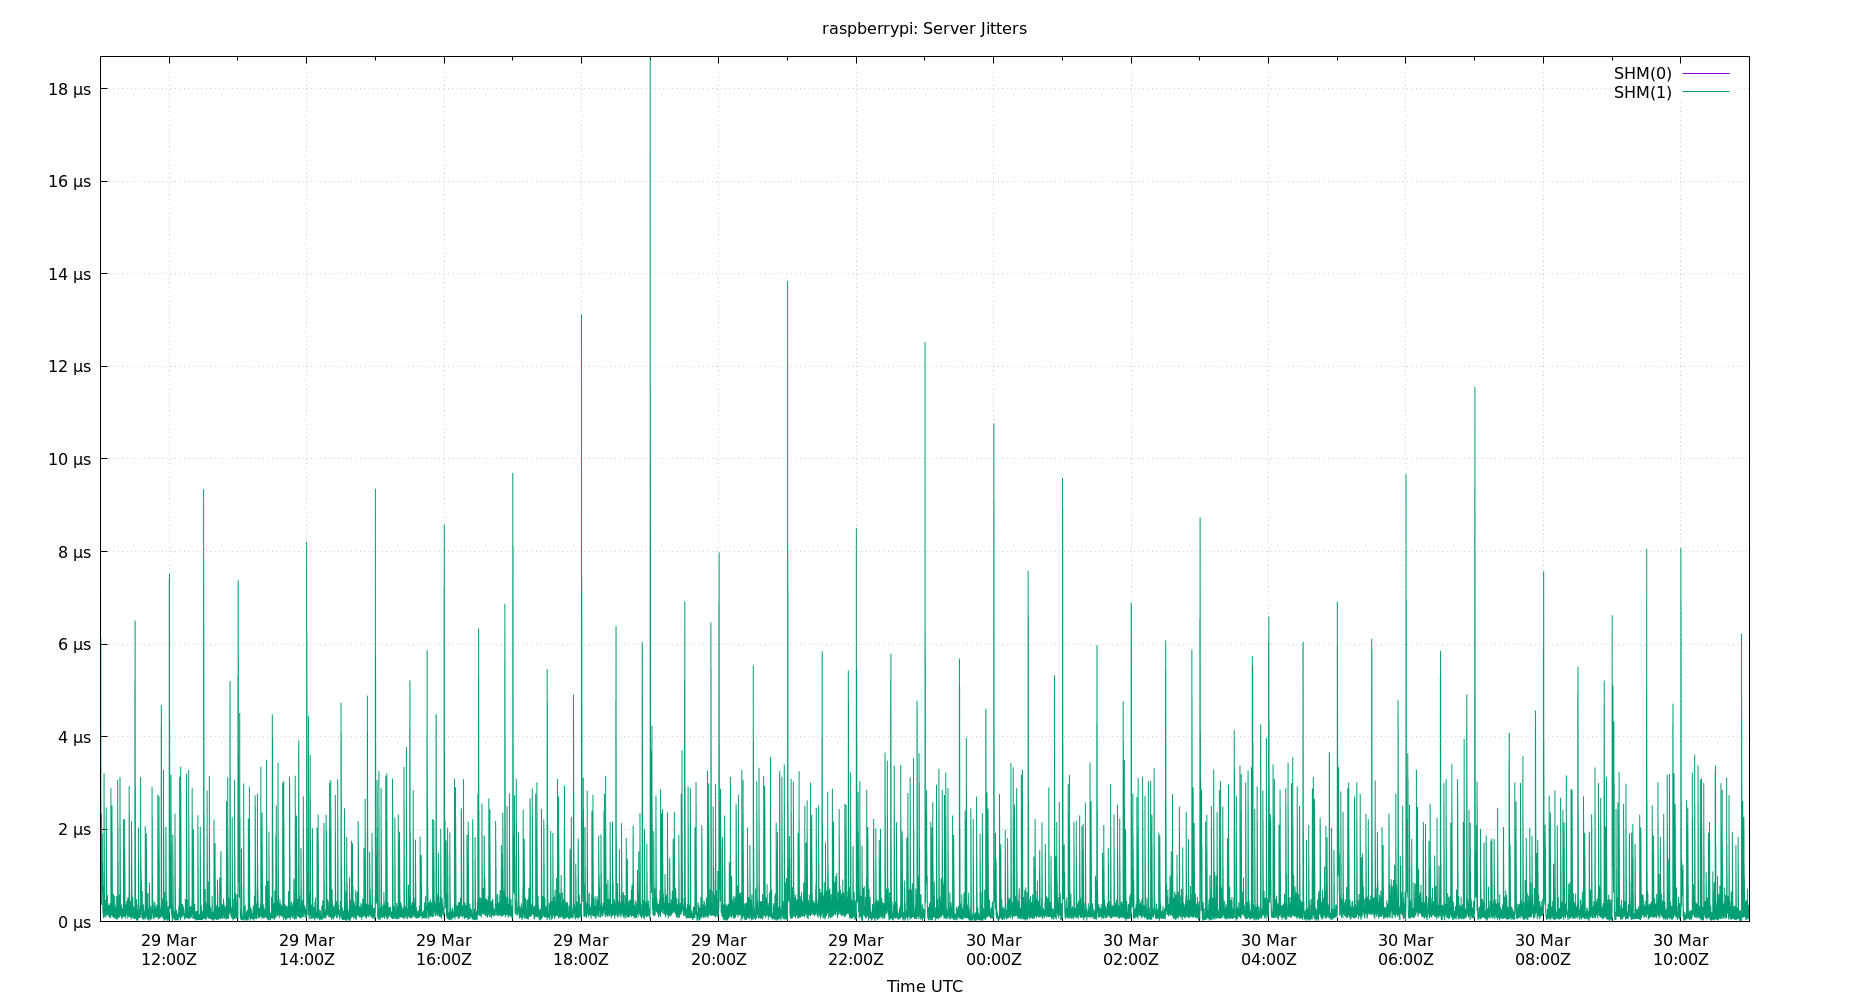 raspberrypi: Server Jitters
SHM(0)
SHM(1)
18 µs
16 µs
14 µs
12 µs
10 µs
8 µs
6 µs
4 µs
2 µs
0 µs
29 Mar 29 Mar 29 Mar 29 Mar 29 Mar 29 Mar 30 Mar 30 Mar 30 Mar 30 Mar 30 Mar 30 Mar
12:00Z 14:00Z 16:00Z 18:00Z 20:00Z 22:00Z 00:00Z 02:00Z 04:00Z 06:00Z 08:00Z 10:00Z
Time UTC